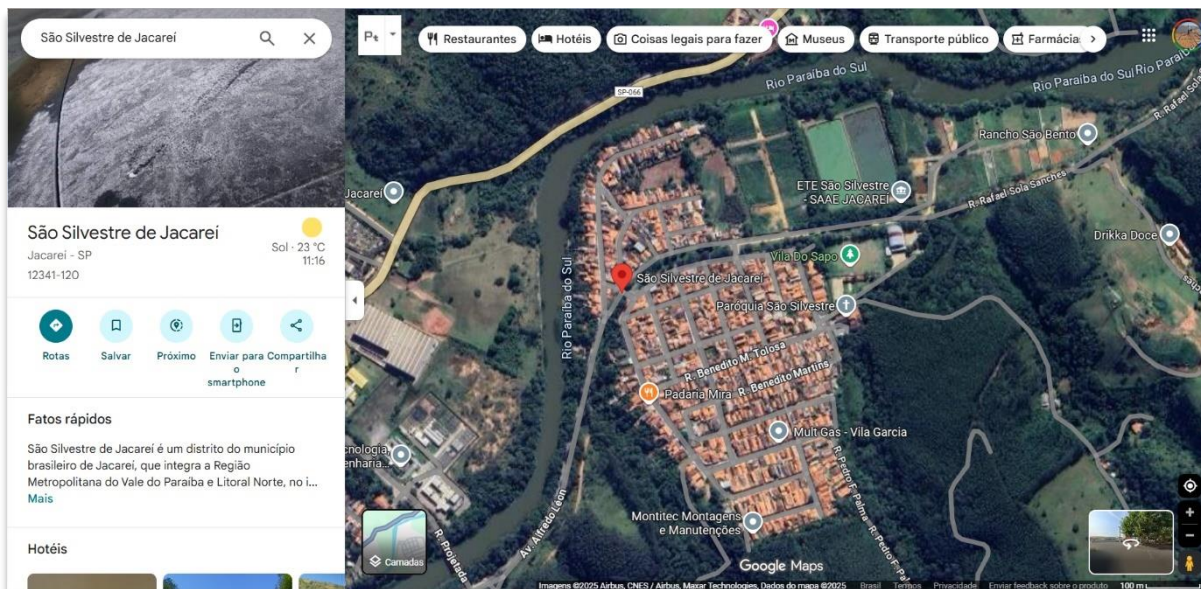 São Silvestre de Jacareí
São Silvestre de Jacareí
Jacareí - SP
12341-120
Sol · 23 °C
11:16
Rotas
Salvar
Próximo
Enviar para
o
smartphone
Compartilha
r
Fatos rápidos
São Silvestre de Jacareí é um distrito do município
brasileiro de Jacareí, que integra a Região
Metropolitana do Vale do Paraíba e Litoral Norte, no i...
Mais
Hotéis
Restaurantes
Hotéis
Coisas legais para fazer
Museus
Transporte público
Farmácia
Rio Paraíba do Sul
Rio Paraíba do Sul
Rio Paraíba do Sul
SP-066
R. Rafael Sola
Rancho São Bento
Jacareí
ETE São Silvestre
- SAAE JACAREI
R. Rafael Sola Sanches
Drikka Doce
Vila Do Sapo
São Silvestre de Jacareí
Paróquia São Silvestre
Rio Paraíba do Sul
R. Benedito M. Tolosa
R. Benedito Martins
Padaria Mira
Mult Gas - Vila Garcia
R. Pedro F. Palma
Montitec Montagens
e Manutenções
Av. Alfredo Léon
R. Projetada
Camadas
Google Maps
Imagens ©2025 Airbus, CNES / Airbus, Maxar Technologies, Dados do mapa ©2025
Brasil
Termos
Privacidade
Enviar feedback sobre o produto
100 m